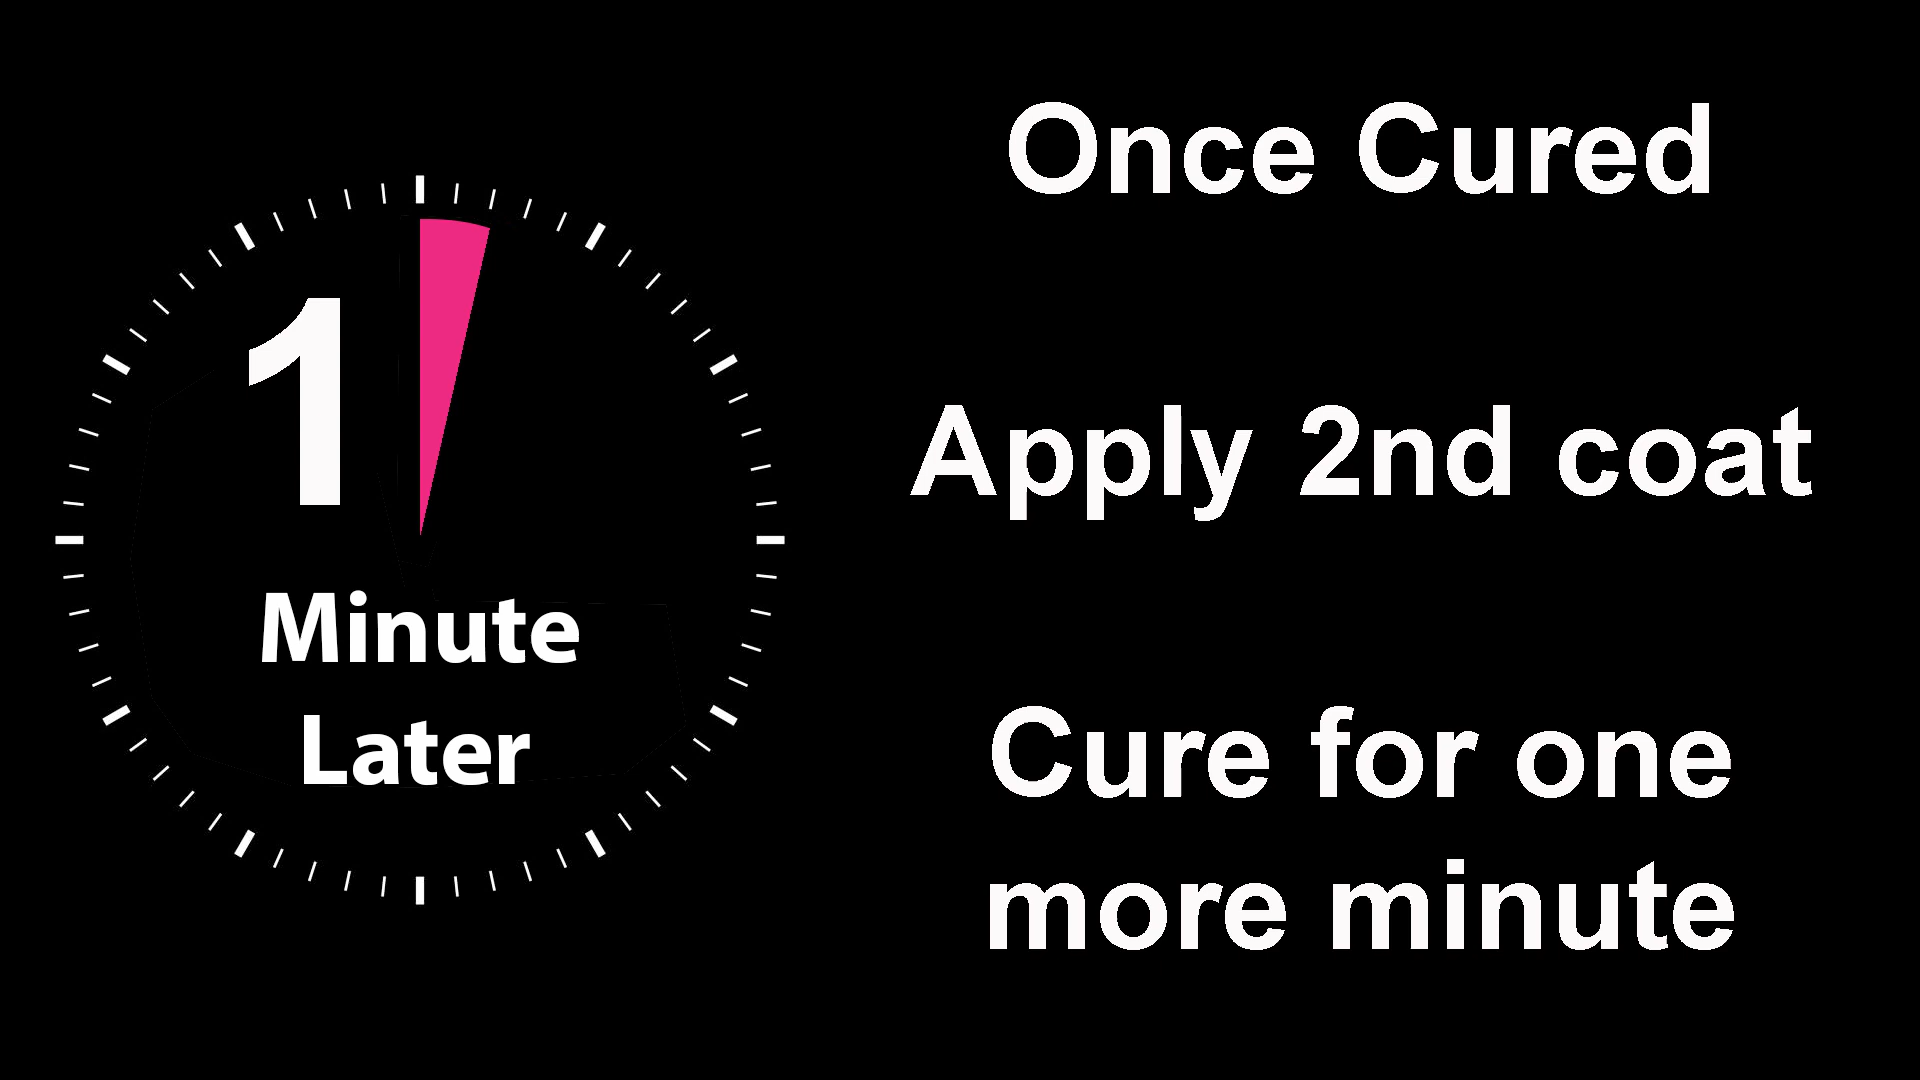 1
Minute
Later
Once Cured
Apply 2nd coat
Cure for one
more minute